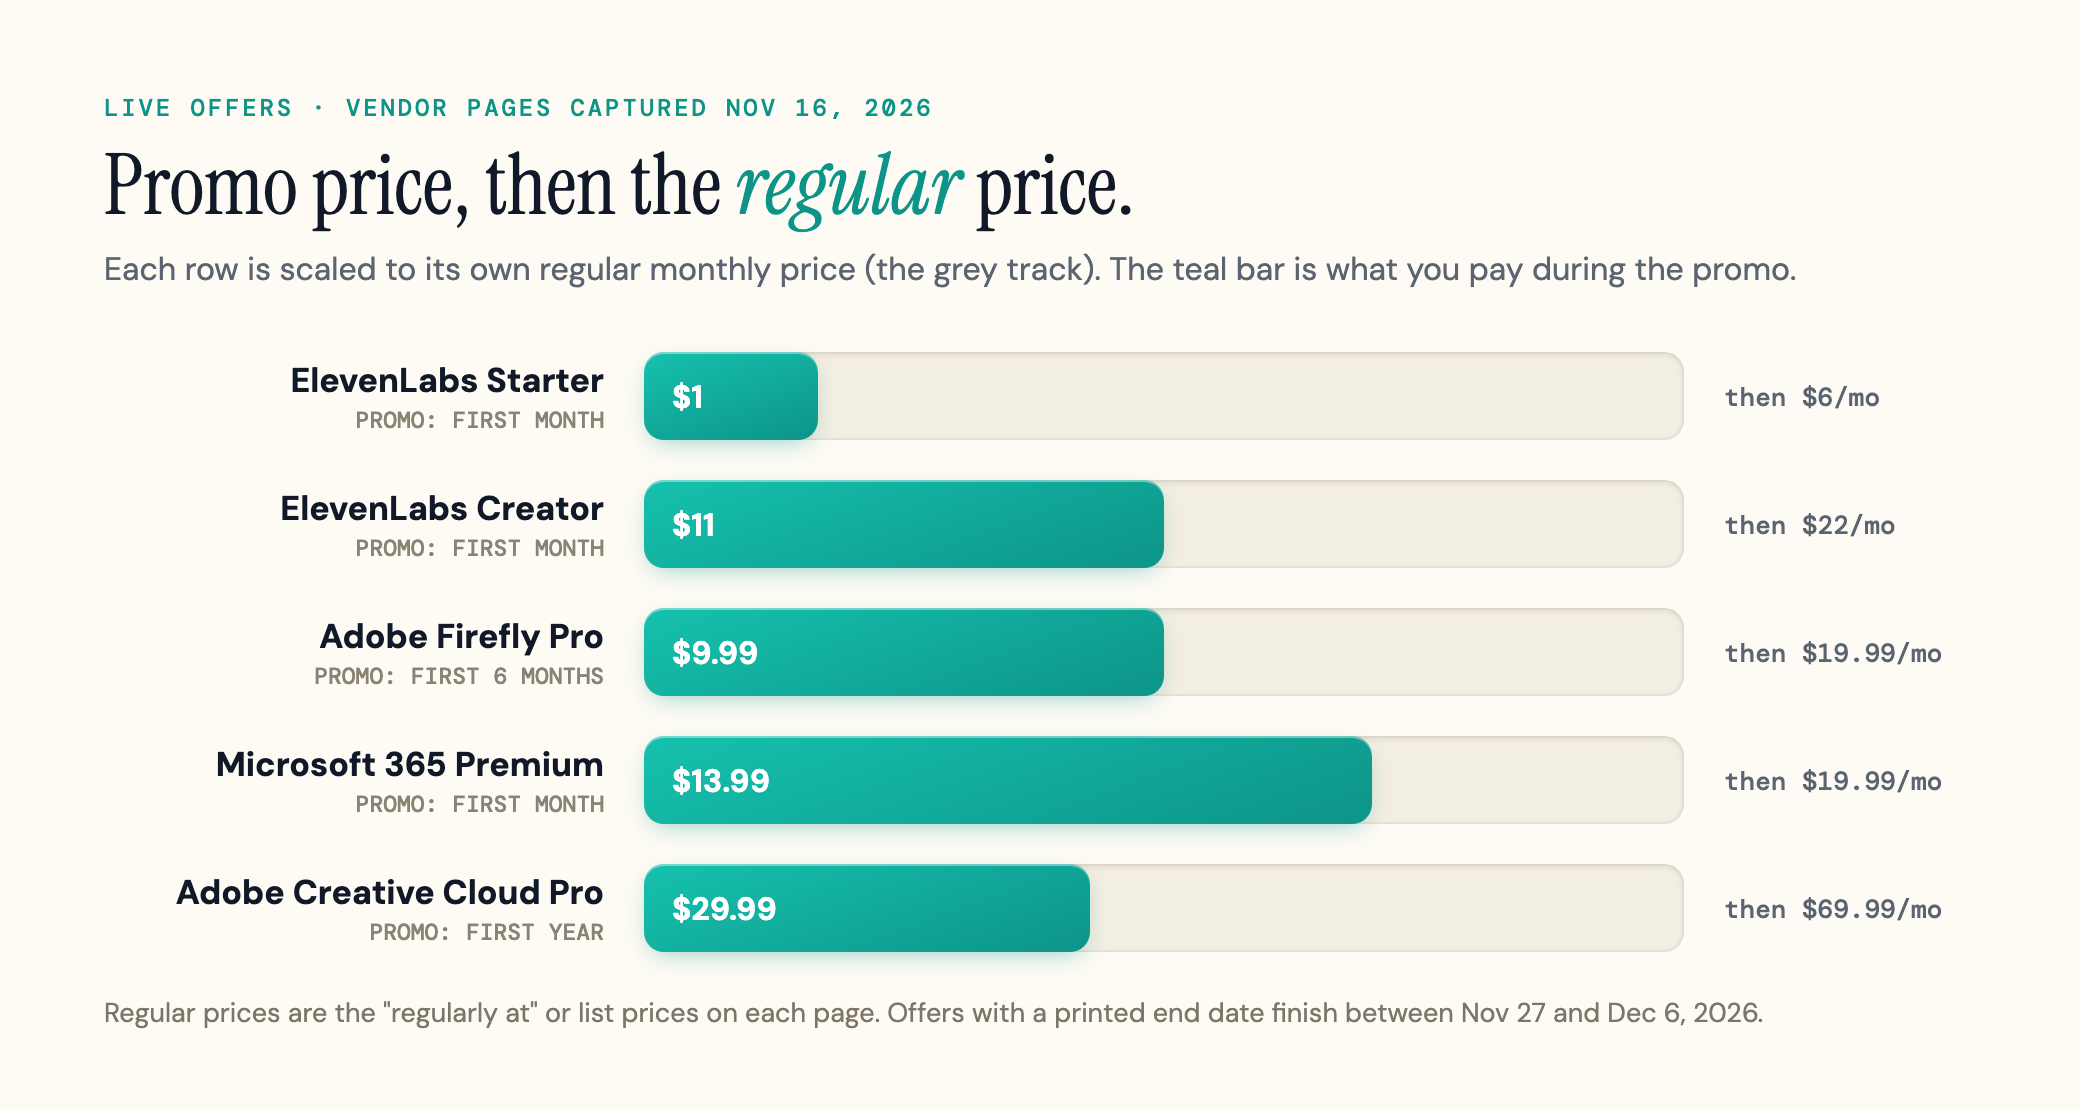 LIVE OFFERS · VENDOR PAGES CAPTURED NOV 16, 2026
Promo price, then the regular price.
Each row is scaled to its own regular monthly price (the grey track). The teal bar is what you pay during the promo.
ElevenLabs Starter
PROMO: FIRST MONTH
$1
then $6/mo
ElevenLabs Creator
PROMO: FIRST MONTH
$11
then $22/mo
Adobe Firefly Pro
PROMO: FIRST 6 MONTHS
$9.99
then $19.99/mo
Microsoft 365 Premium
PROMO: FIRST MONTH
$13.99
then $19.99/mo
Adobe Creative Cloud Pro
PROMO: FIRST YEAR
$29.99
then $69.99/mo
Regular prices are the "regularly at" or list prices on each page. Offers with a printed end date finish between Nov 27 and Dec 6, 2026.